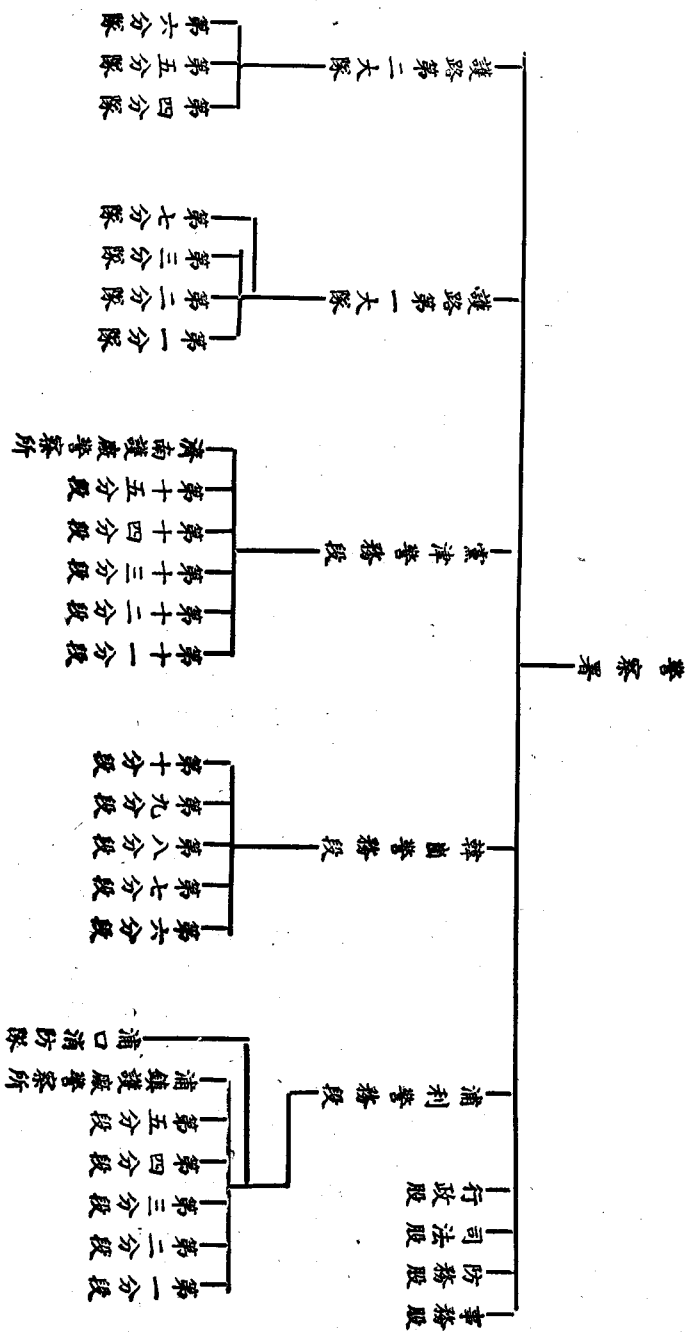 警察署
事務股
防務股
司法股
行政股
浦利警務段
第一分段
第二分段
第三分段
第四分段
第五分段
浦鎮護廠警察所
浦口消防隊
韓崮警務段
第六分段
第七分段
第八分段
第九分段
第十分段
黨津警務段
第十一分段
第十二分段
第十三分段
第十四分段
第十五分段
濟南護廠警察所
護路第一大隊
第一分隊
第二分隊
第三分隊
第七分隊
護路第二大隊
第四分隊
第五分隊
第六分隊